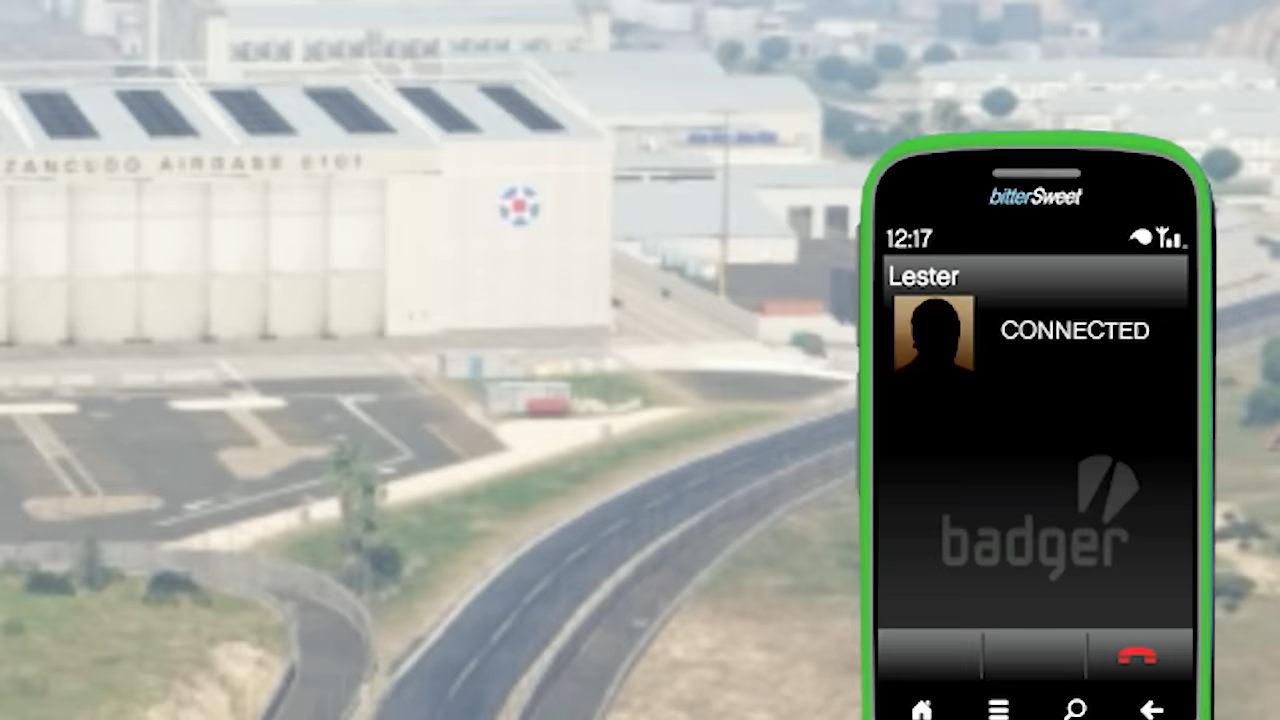 ZANCUDO AIRBASE 0101
bitterSweet
12:17
Lester
CONNECTED
badger